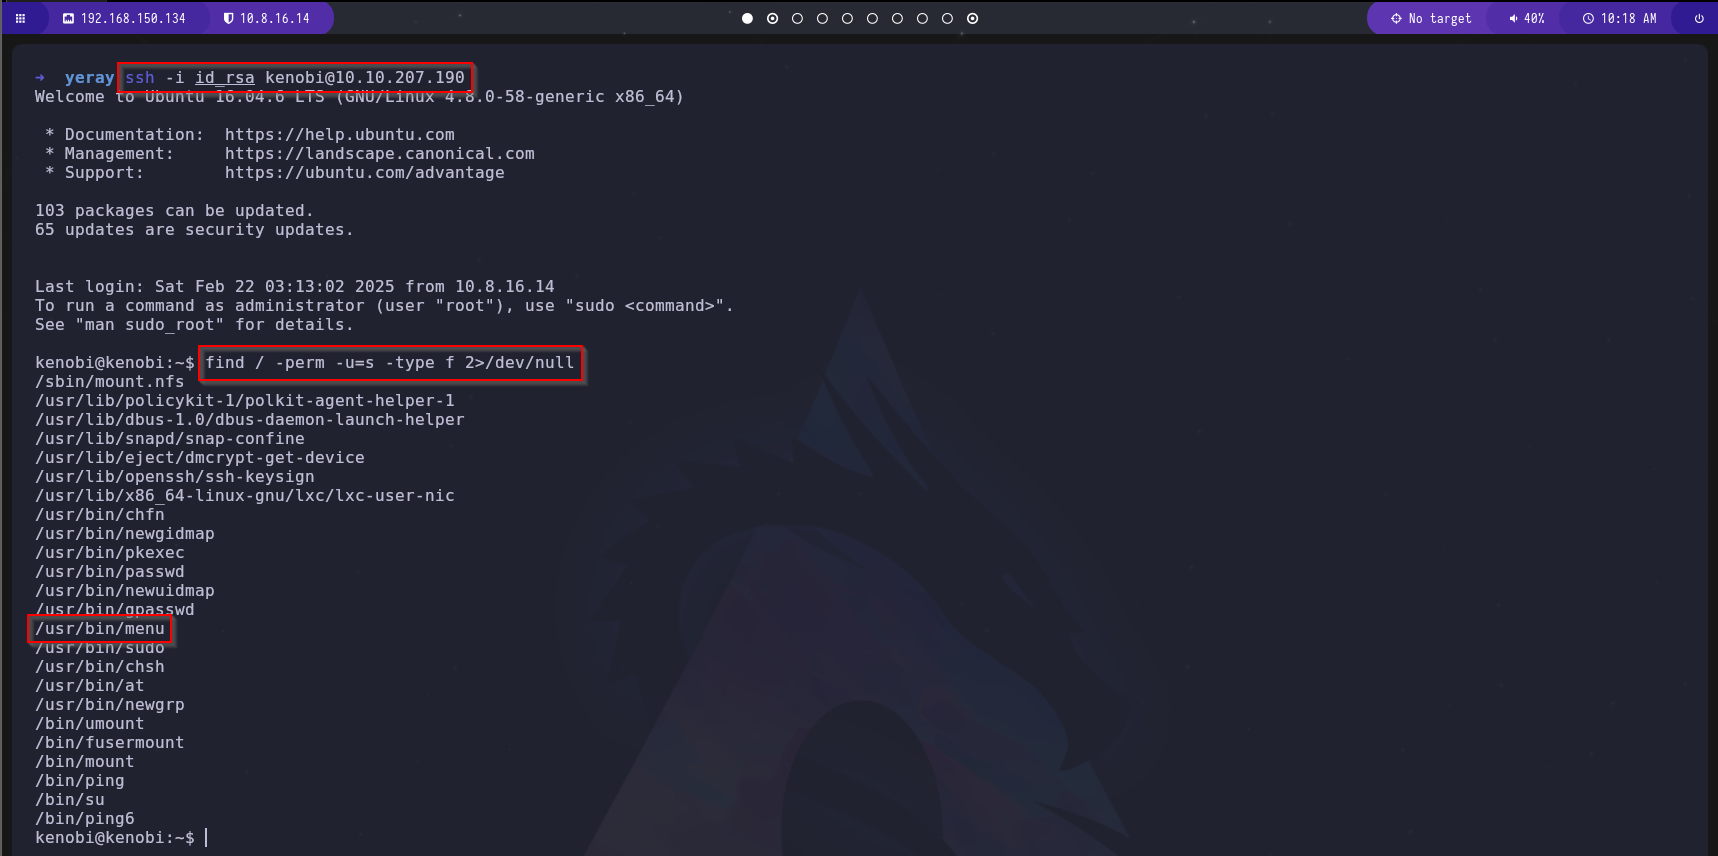 192.168.150.134 10.8.16.14 No target 40% 10:18 AM
→ yeray ssh -i id_rsa kenobi@10.10.207.190
Welcome to Ubuntu 16.04.6 LTS (GNU/Linux 4.8.0-58-generic x86_64)
* Documentation: https://help.ubuntu.com
* Management: https://landscape.canonical.com
* Support: https://ubuntu.com/advantage
103 packages can be updated.
65 updates are security updates.
Last login: Sat Feb 22 03:13:02 2025 from 10.8.16.14
To run a command as administrator (user "root"), use "sudo <command>".
See "man sudo_root" for details.
kenobi@kenobi:~$ find / -perm -u=s -type f 2>/dev/null
/sbin/mount.nfs
/usr/lib/policykit-1/polkit-agent-helper-1
/usr/lib/dbus-1.0/dbus-daemon-launch-helper
/usr/lib/snapd/snap-confine
/usr/lib/eject/dmcrypt-get-device
/usr/lib/openssh/ssh-keysign
/usr/lib/x86_64-linux-gnu/lxc/lxc-user-nic
/usr/bin/chfn
/usr/bin/newgidmap
/usr/bin/pkexec
/usr/bin/passwd
/usr/bin/newuidmap
/usr/bin/gpasswd
/usr/bin/menu
/usr/bin/sudo
/usr/bin/chsh
/usr/bin/at
/usr/bin/newgrp
/bin/umount
/bin/fusermount
/bin/mount
/bin/ping
/bin/su
/bin/ping6
kenobi@kenobi:~$